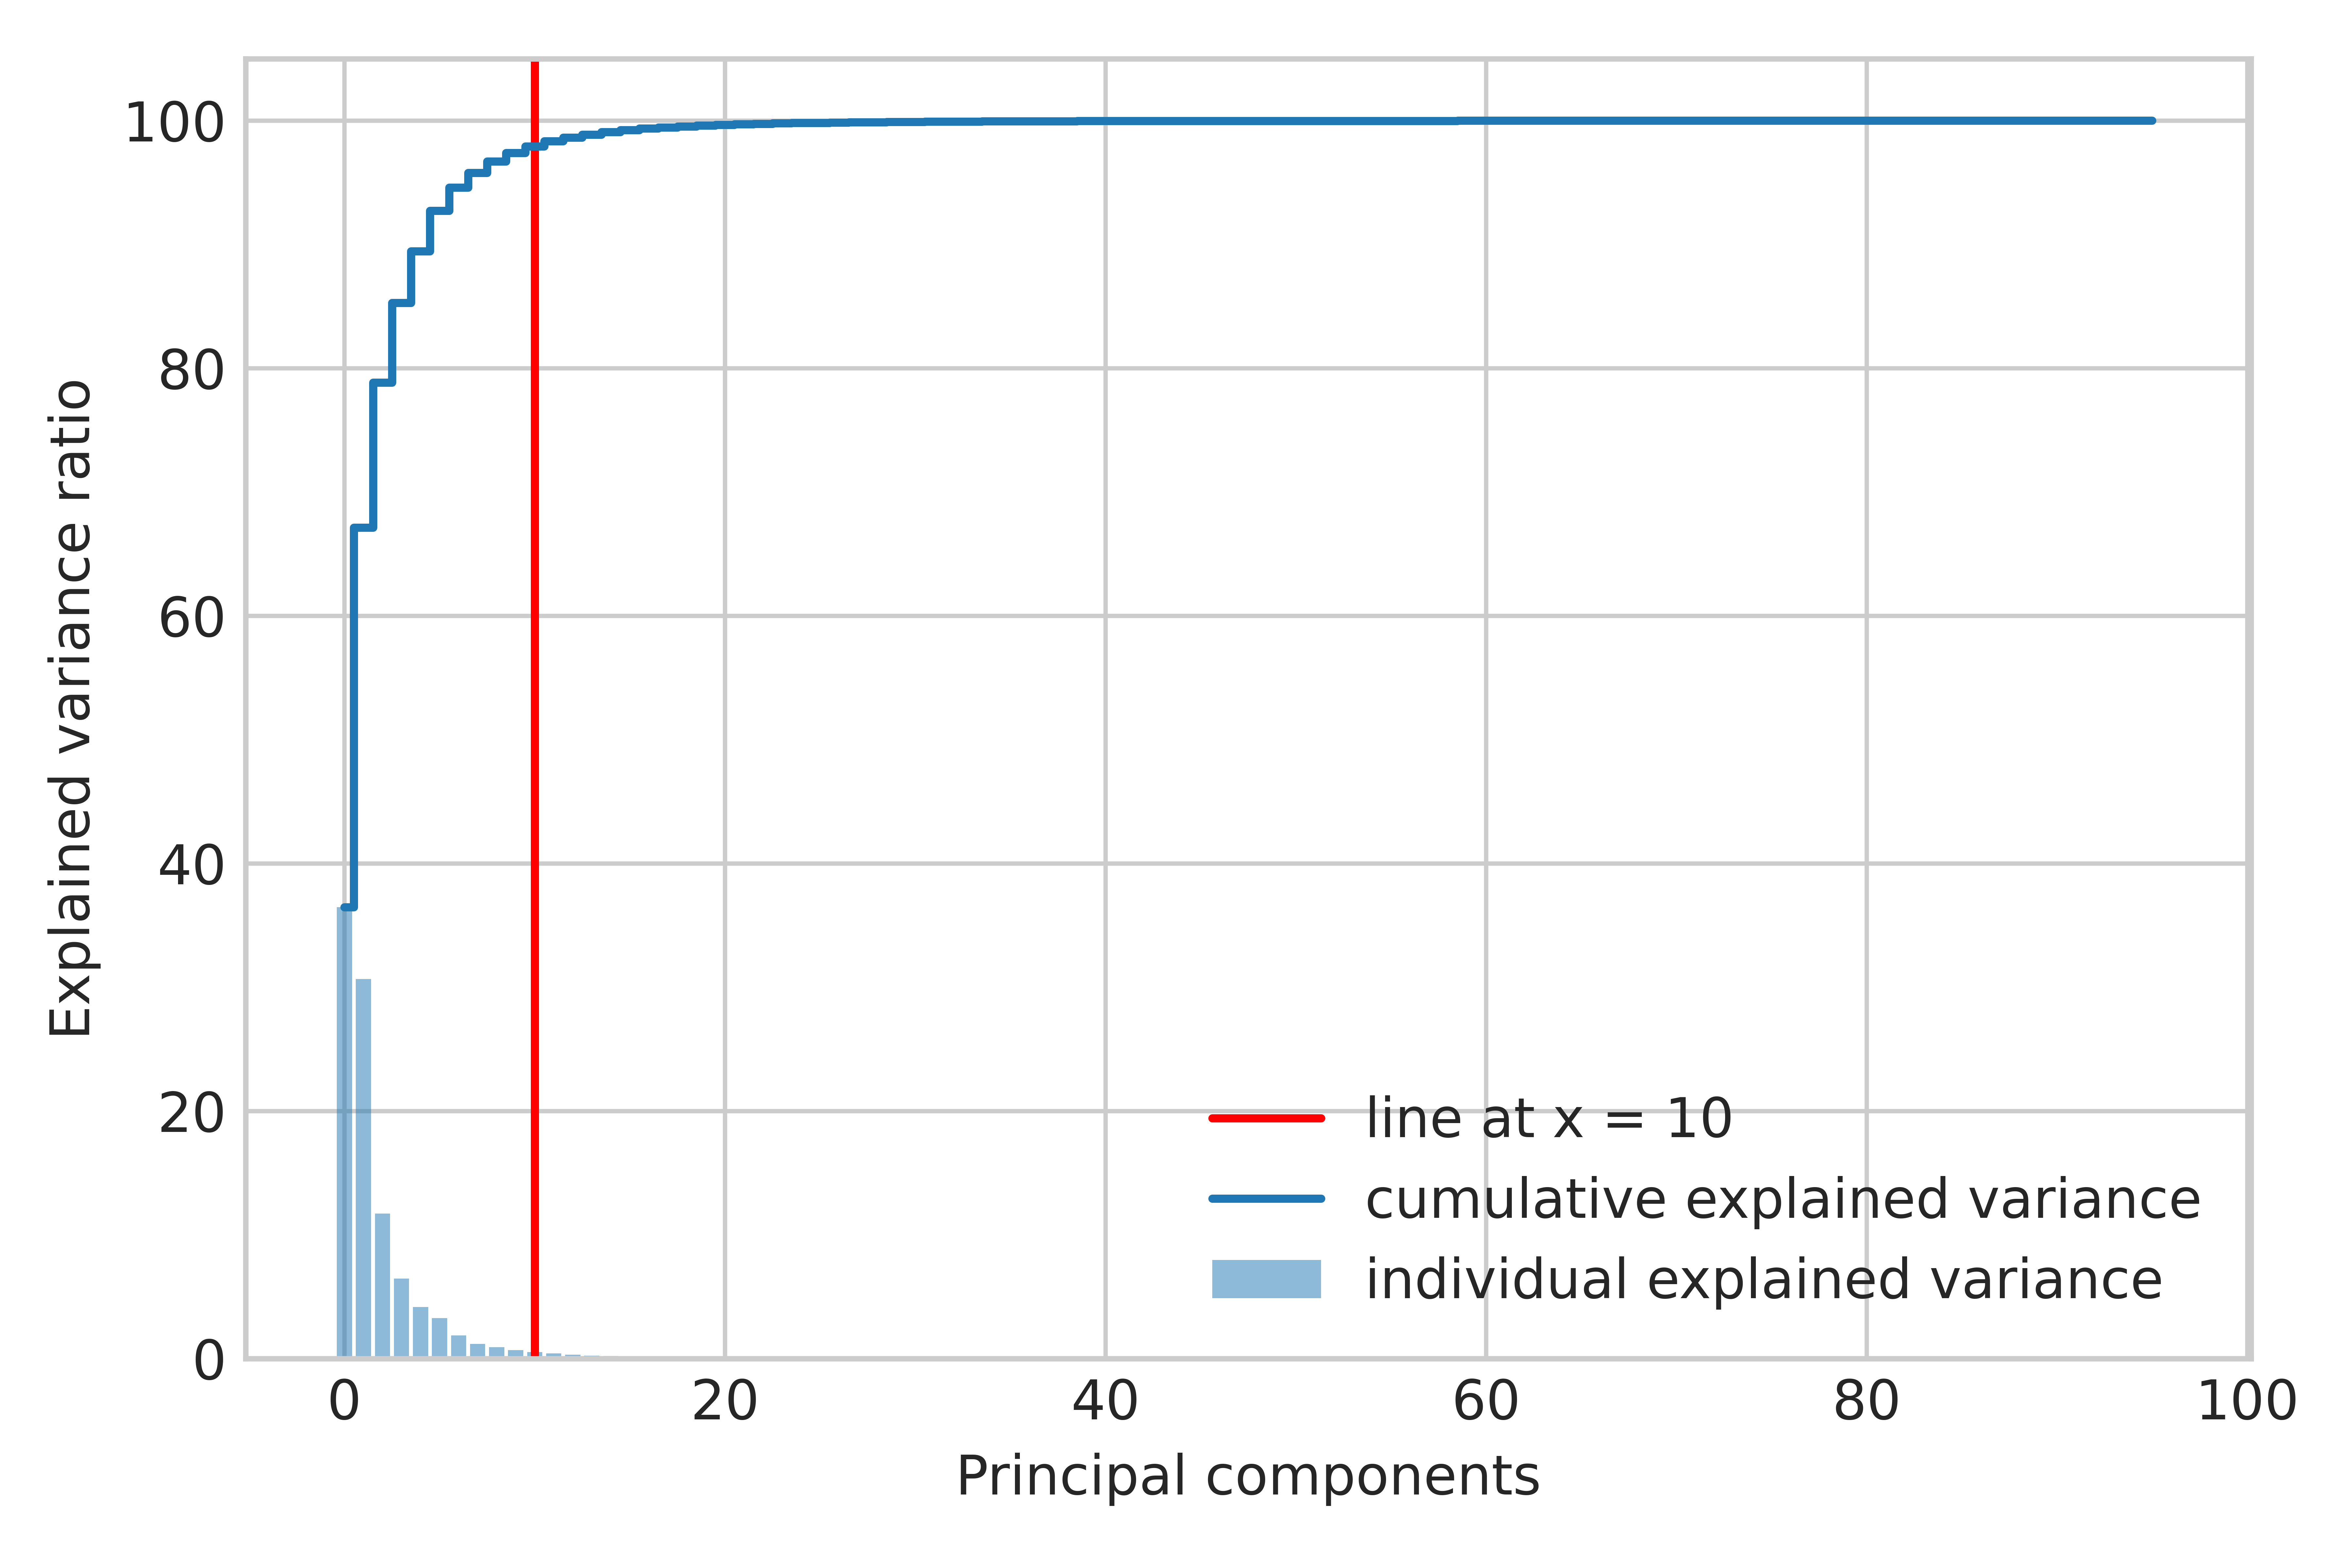 100
80
60
40
20
0
Explained variance ratio
line at x = 10
cumulative explained variance
individual explained variance
0 20 40 60 80 100
Principal components